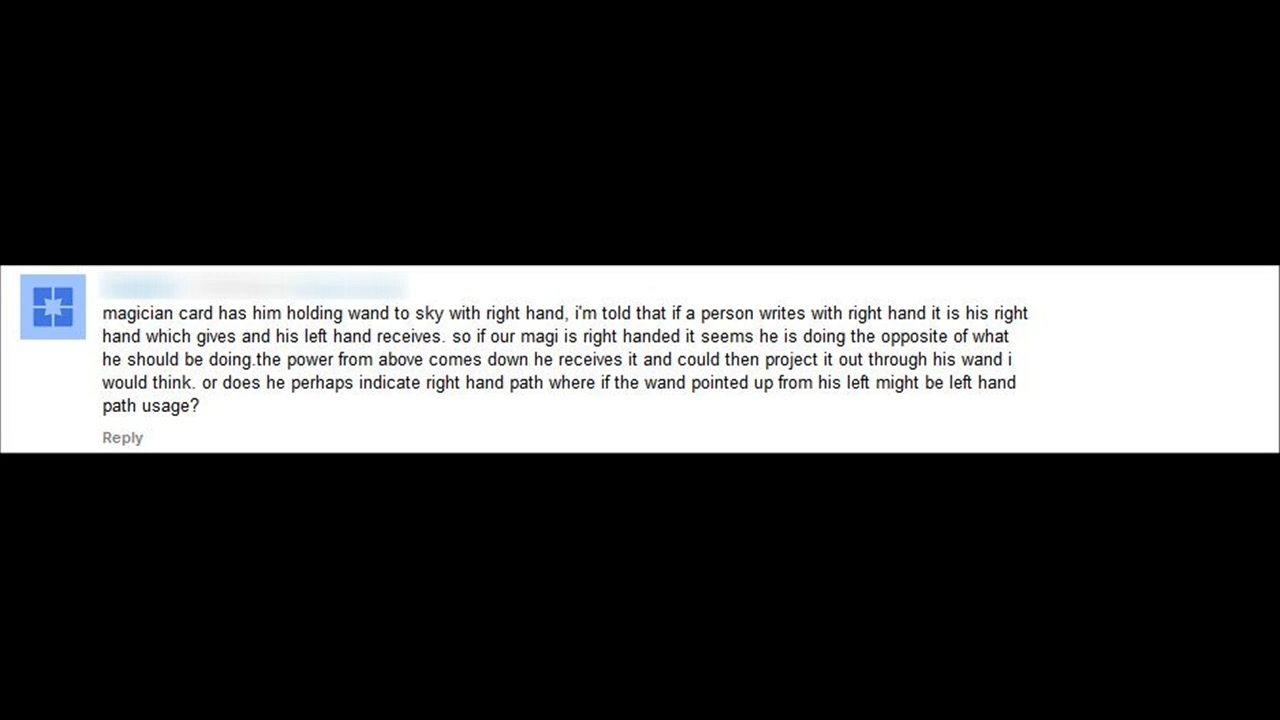 magician card has him holding wand to sky with right hand, i'm told that if a person writes with right hand it is his right
hand which gives and his left hand receives. so if our magi is right handed it seems he is doing the opposite of what
he should be doing.the power from above comes down he receives it and could then project it out through his wand i
would think. or does he perhaps indicate right hand path where if the wand pointed up from his left might be left hand
path usage?
Reply